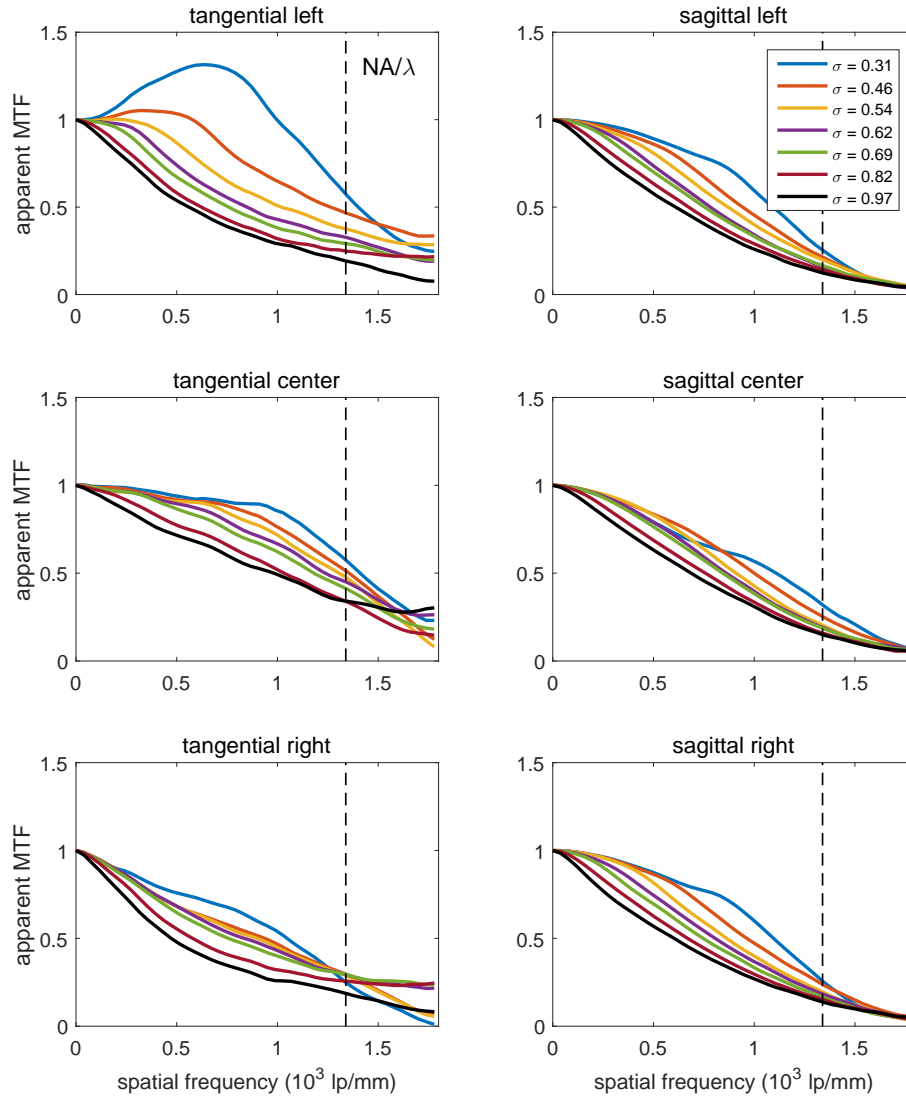 tangential left
sagittal left
1.5
1
0.5
0
0
0.5
1
1.5
apparent MTF
NA/λ
1.5
1
0.5
0
0
0.5
1
1.5
σ = 0.31
σ = 0.46
σ = 0.54
σ = 0.62
σ = 0.69
σ = 0.82
σ = 0.97
tangential center
sagittal center
1.5
1
0.5
0
0
0.5
1
1.5
apparent MTF
1.5
1
0.5
0
0
0.5
1
1.5
tangential right
sagittal right
1.5
1
0.5
0
0
0.5
1
1.5
apparent MTF
spatial frequency (10³ lp/mm)
1.5
1
0.5
0
0
0.5
1
1.5
spatial frequency (10³ lp/mm)